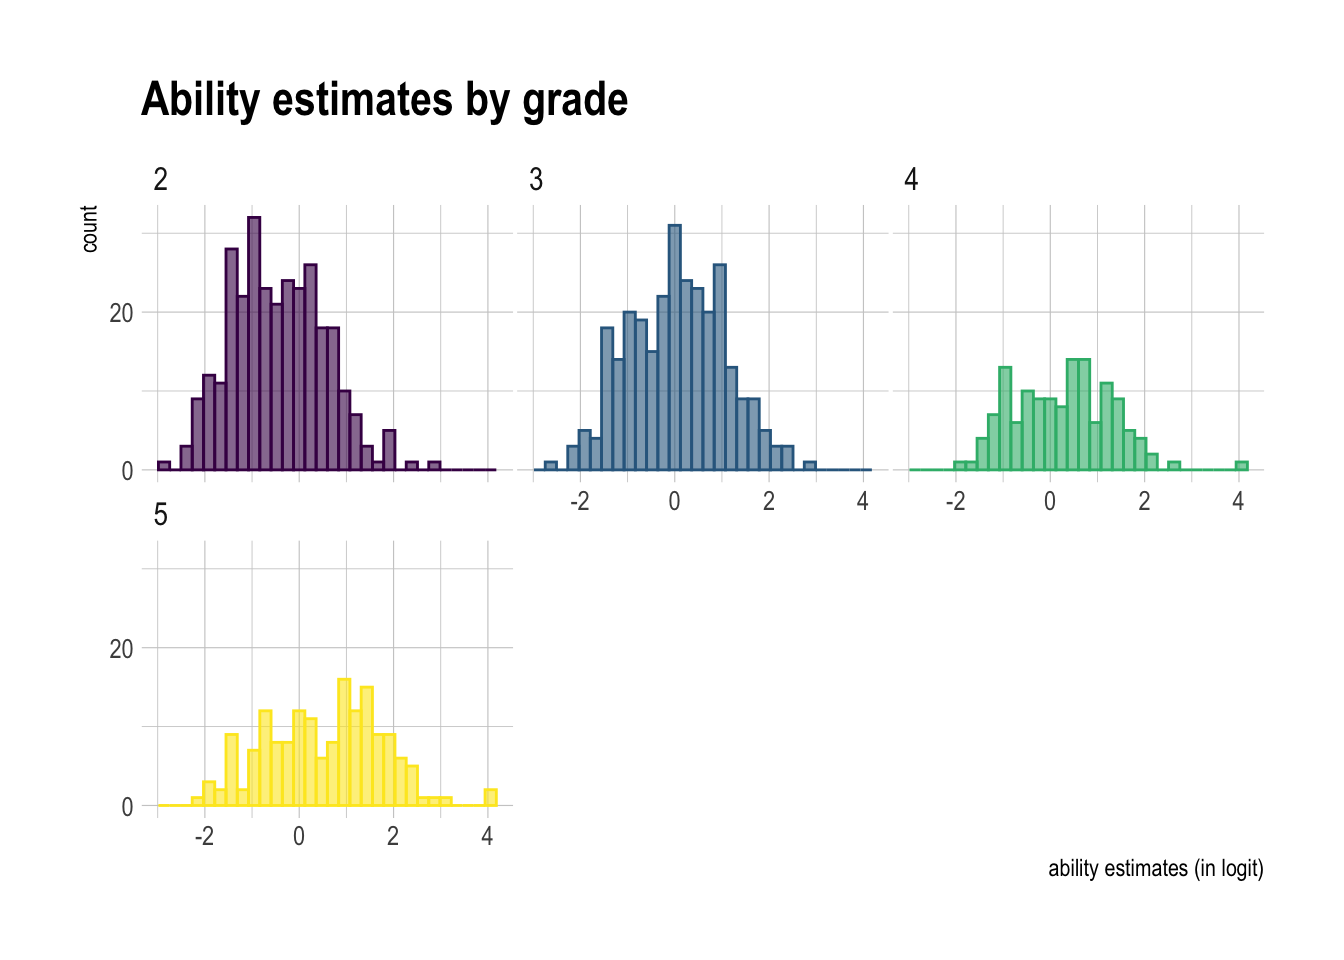 Ability estimates by grade
2 3 4
count
20
0
-2 0 2 4 -2 0 2 4
5
20
0
-2 0 2 4
ability estimates (in logit)